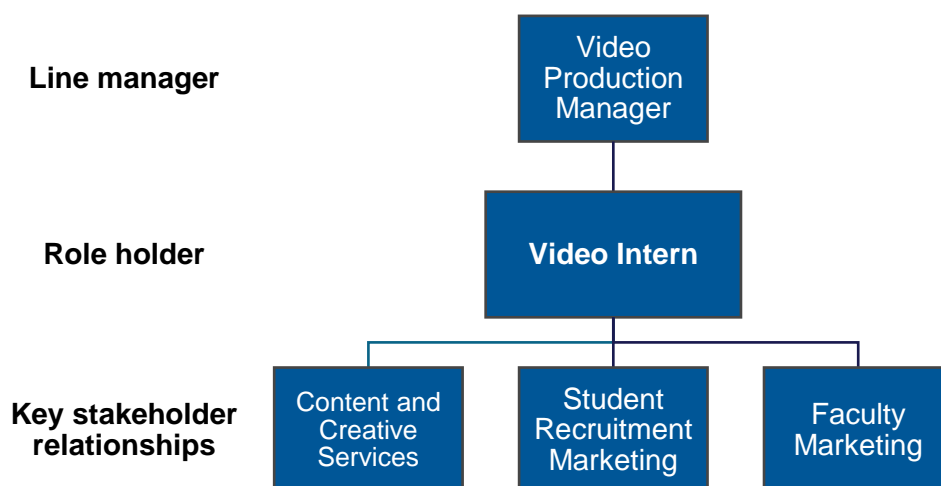 Line manager
Video
Production
Manager
Role holder
Video Intern
Key stakeholder
relationships
Content and
Creative
Services
Student
Recruitment
Marketing
Faculty
Marketing